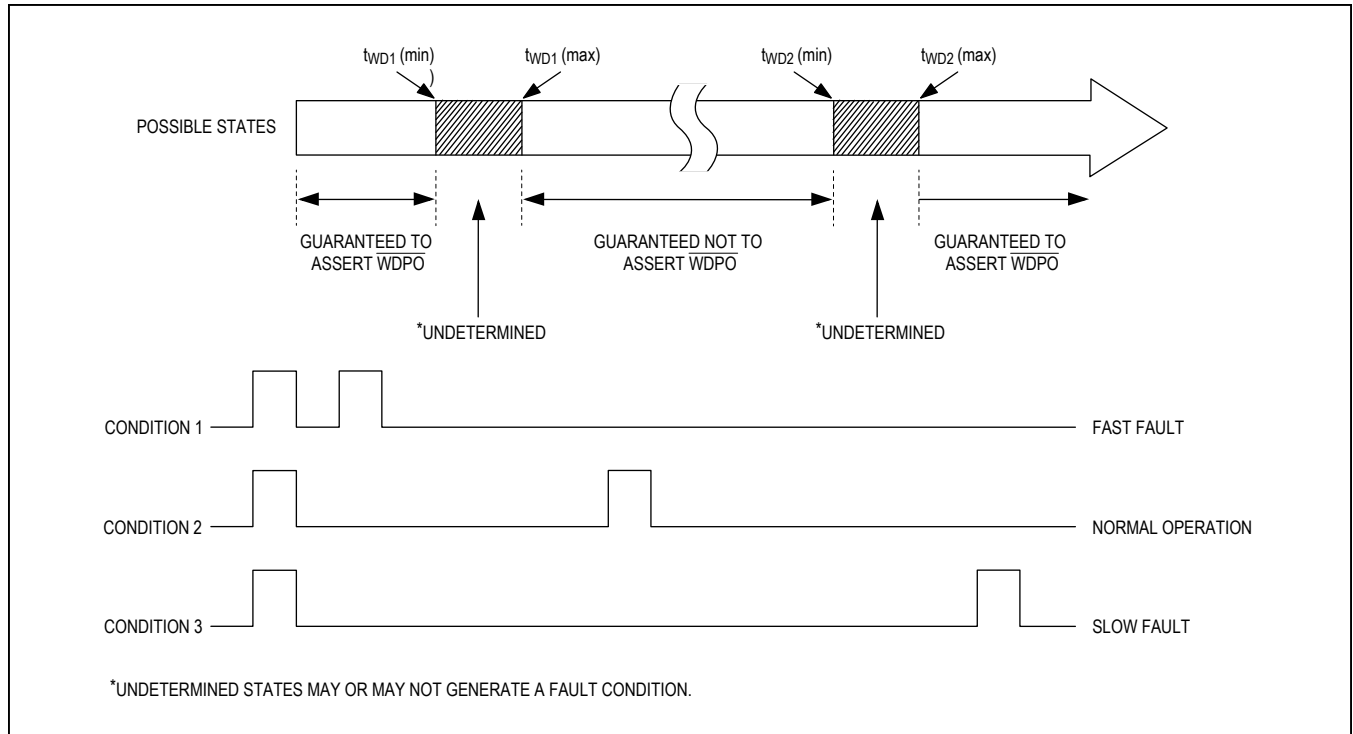 tWD1 (min)
)
tWD1 (max)
tWD2 (min)
tWD2 (max)
POSSIBLE STATES
GUARANTEED TO
ASSERT WDPO
GUARANTEED NOT TO
ASSERT WDPO
GUARANTEED TO
ASSERT WDPO
*UNDETERMINED
*UNDETERMINED
CONDITION 1
FAST FAULT
CONDITION 2
NORMAL OPERATION
CONDITION 3
SLOW FAULT
*UNDETERMINED STATES MAY OR MAY NOT GENERATE A FAULT CONDITION.